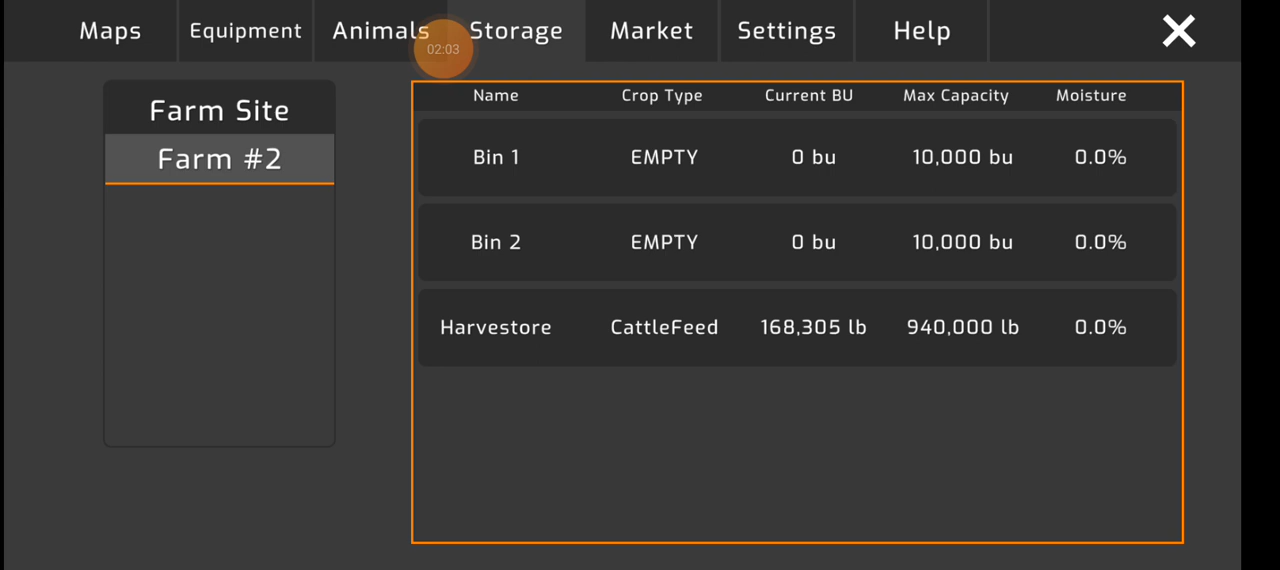 Maps Equipment Animals Storage Market Settings Help
02:03
Farm Site
Farm #2
Name Crop Type Current BU Max Capacity Moisture
Bin 1 EMPTY 0 bu 10,000 bu 0.0%
Bin 2 EMPTY 0 bu 10,000 bu 0.0%
Harvestore CattleFeed 168,305 lb 940,000 lb 0.0%